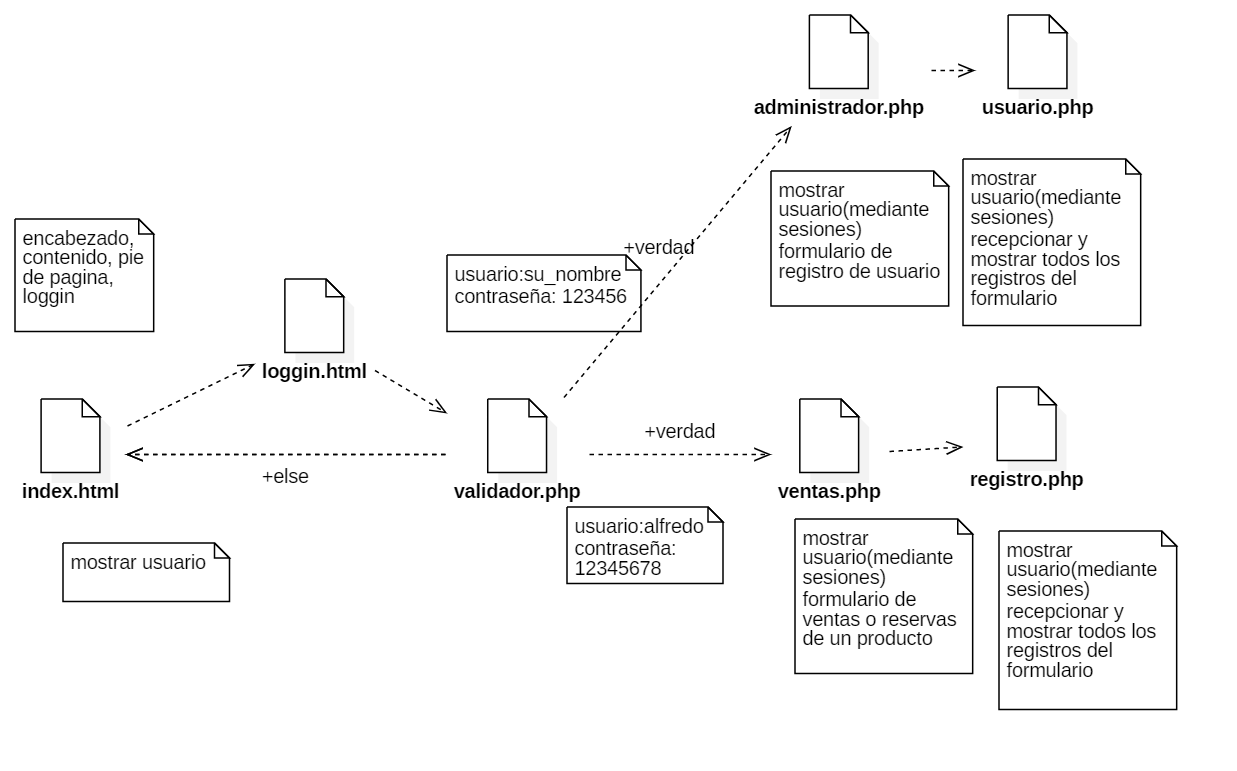 administrador.php
usuario.php
mostrar
usuario(mediante
sesiones)
formulario de
registro de usuario
mostrar
usuario(mediante
sesiones)
recepcionar y
mostrar todos los
registros del
formulario
encabezado,
contenido, pie
de pagina,
loggin
+verdad
usuario:su_nombre
contraseña: 123456
loggin.html
index.html
+else
validador.php
+verdad
ventas.php
registro.php
mostrar usuario
usuario:alfredo
contraseña:
12345678
mostrar
usuario(mediante
sesiones)
formulario de
ventas o reservas
de un producto
mostrar
usuario(mediante
sesiones)
recepcionar y
mostrar todos los
registros del
formulario